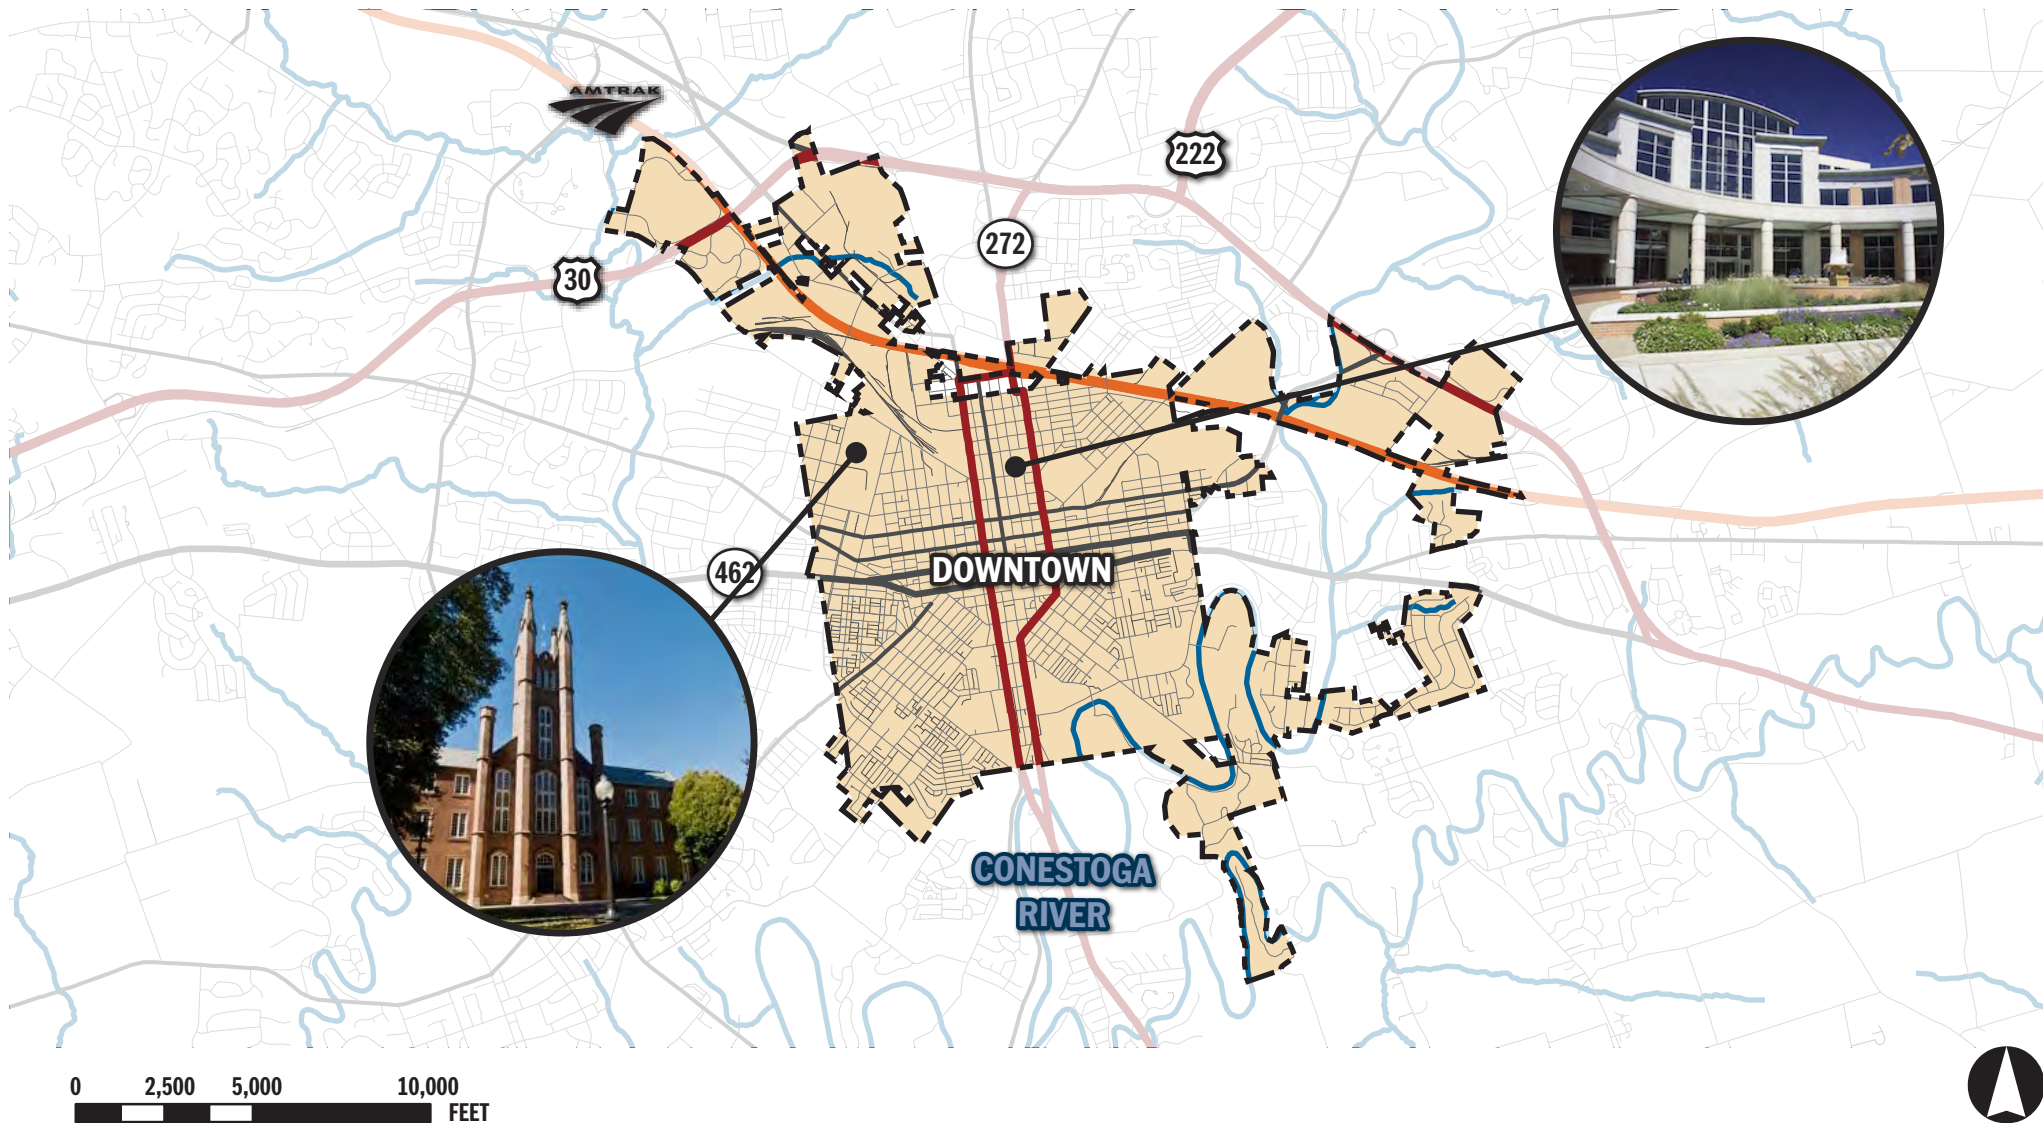 AMTRAK
222
272
30
462
DOWNTOWN
CONESTOGA
RIVER
0 2,500 5,000 10,000
FEET